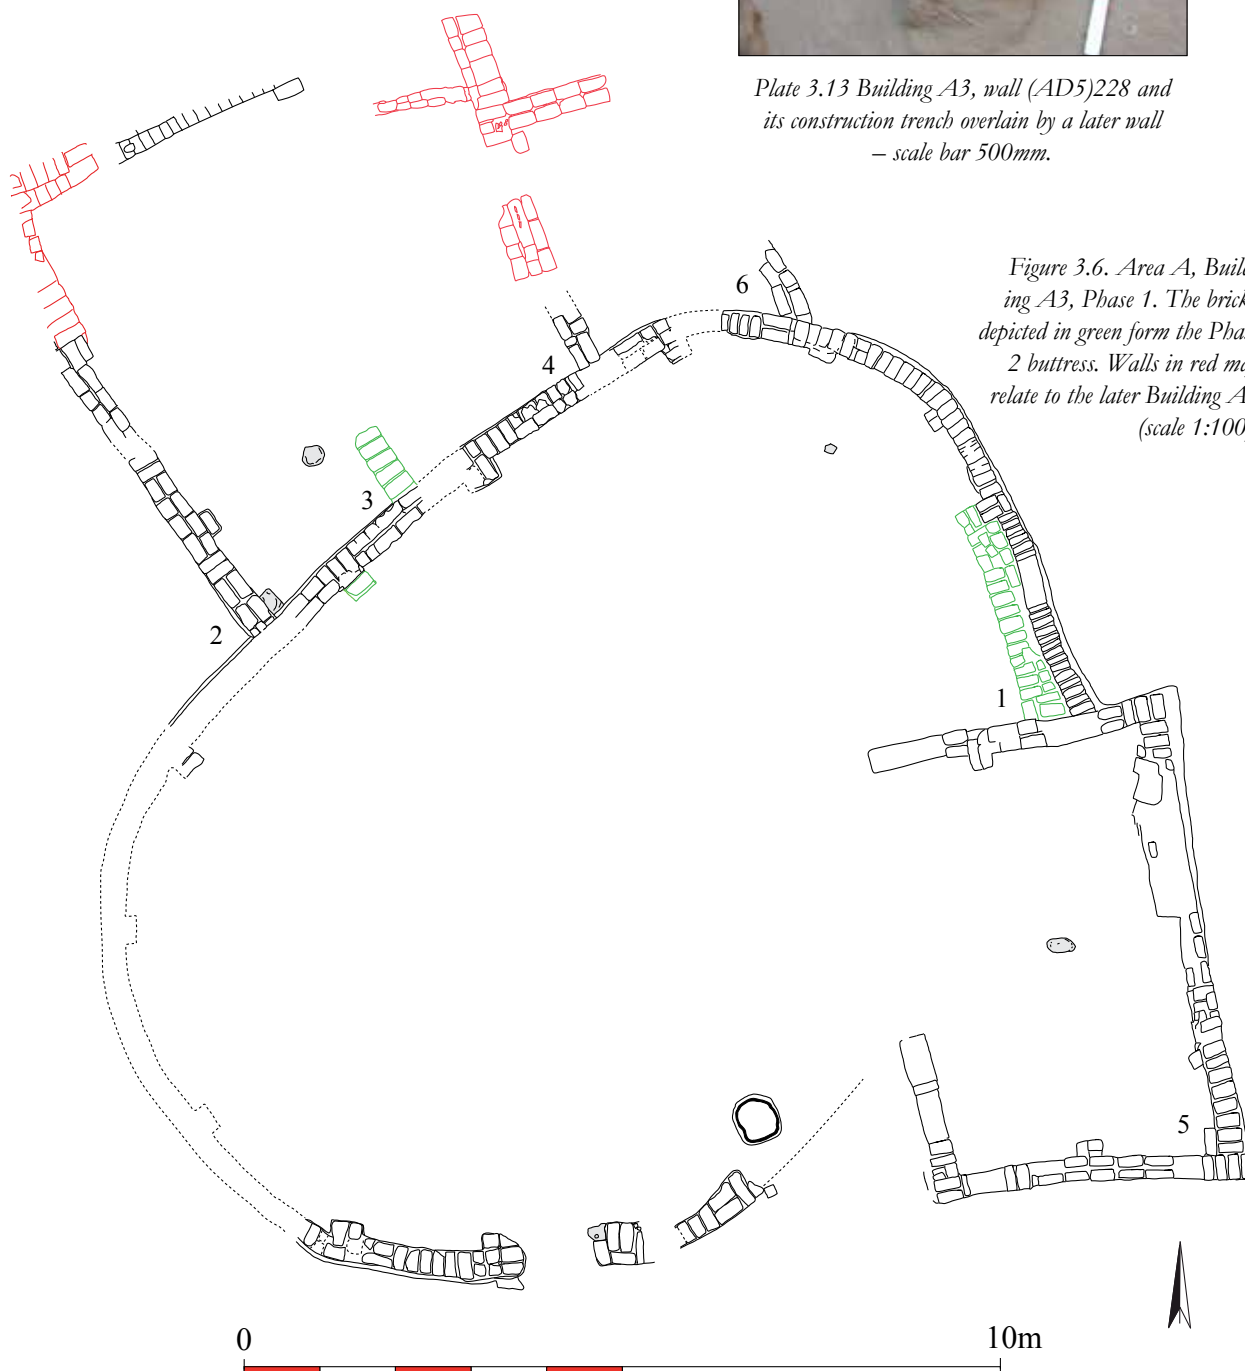 Plate 3.13 Building A3, wall (AD5)228 and
its construction trench overlain by a later wall
– scale bar 500mm.
Figure 3.6. Area A, Build
ing A3, Phase 1. The brick
depicted in green form the Phas
2 buttress. Walls in red ma
relate to the later Building A
(scale 1:100
6
4
3
2
1
5
0
10m